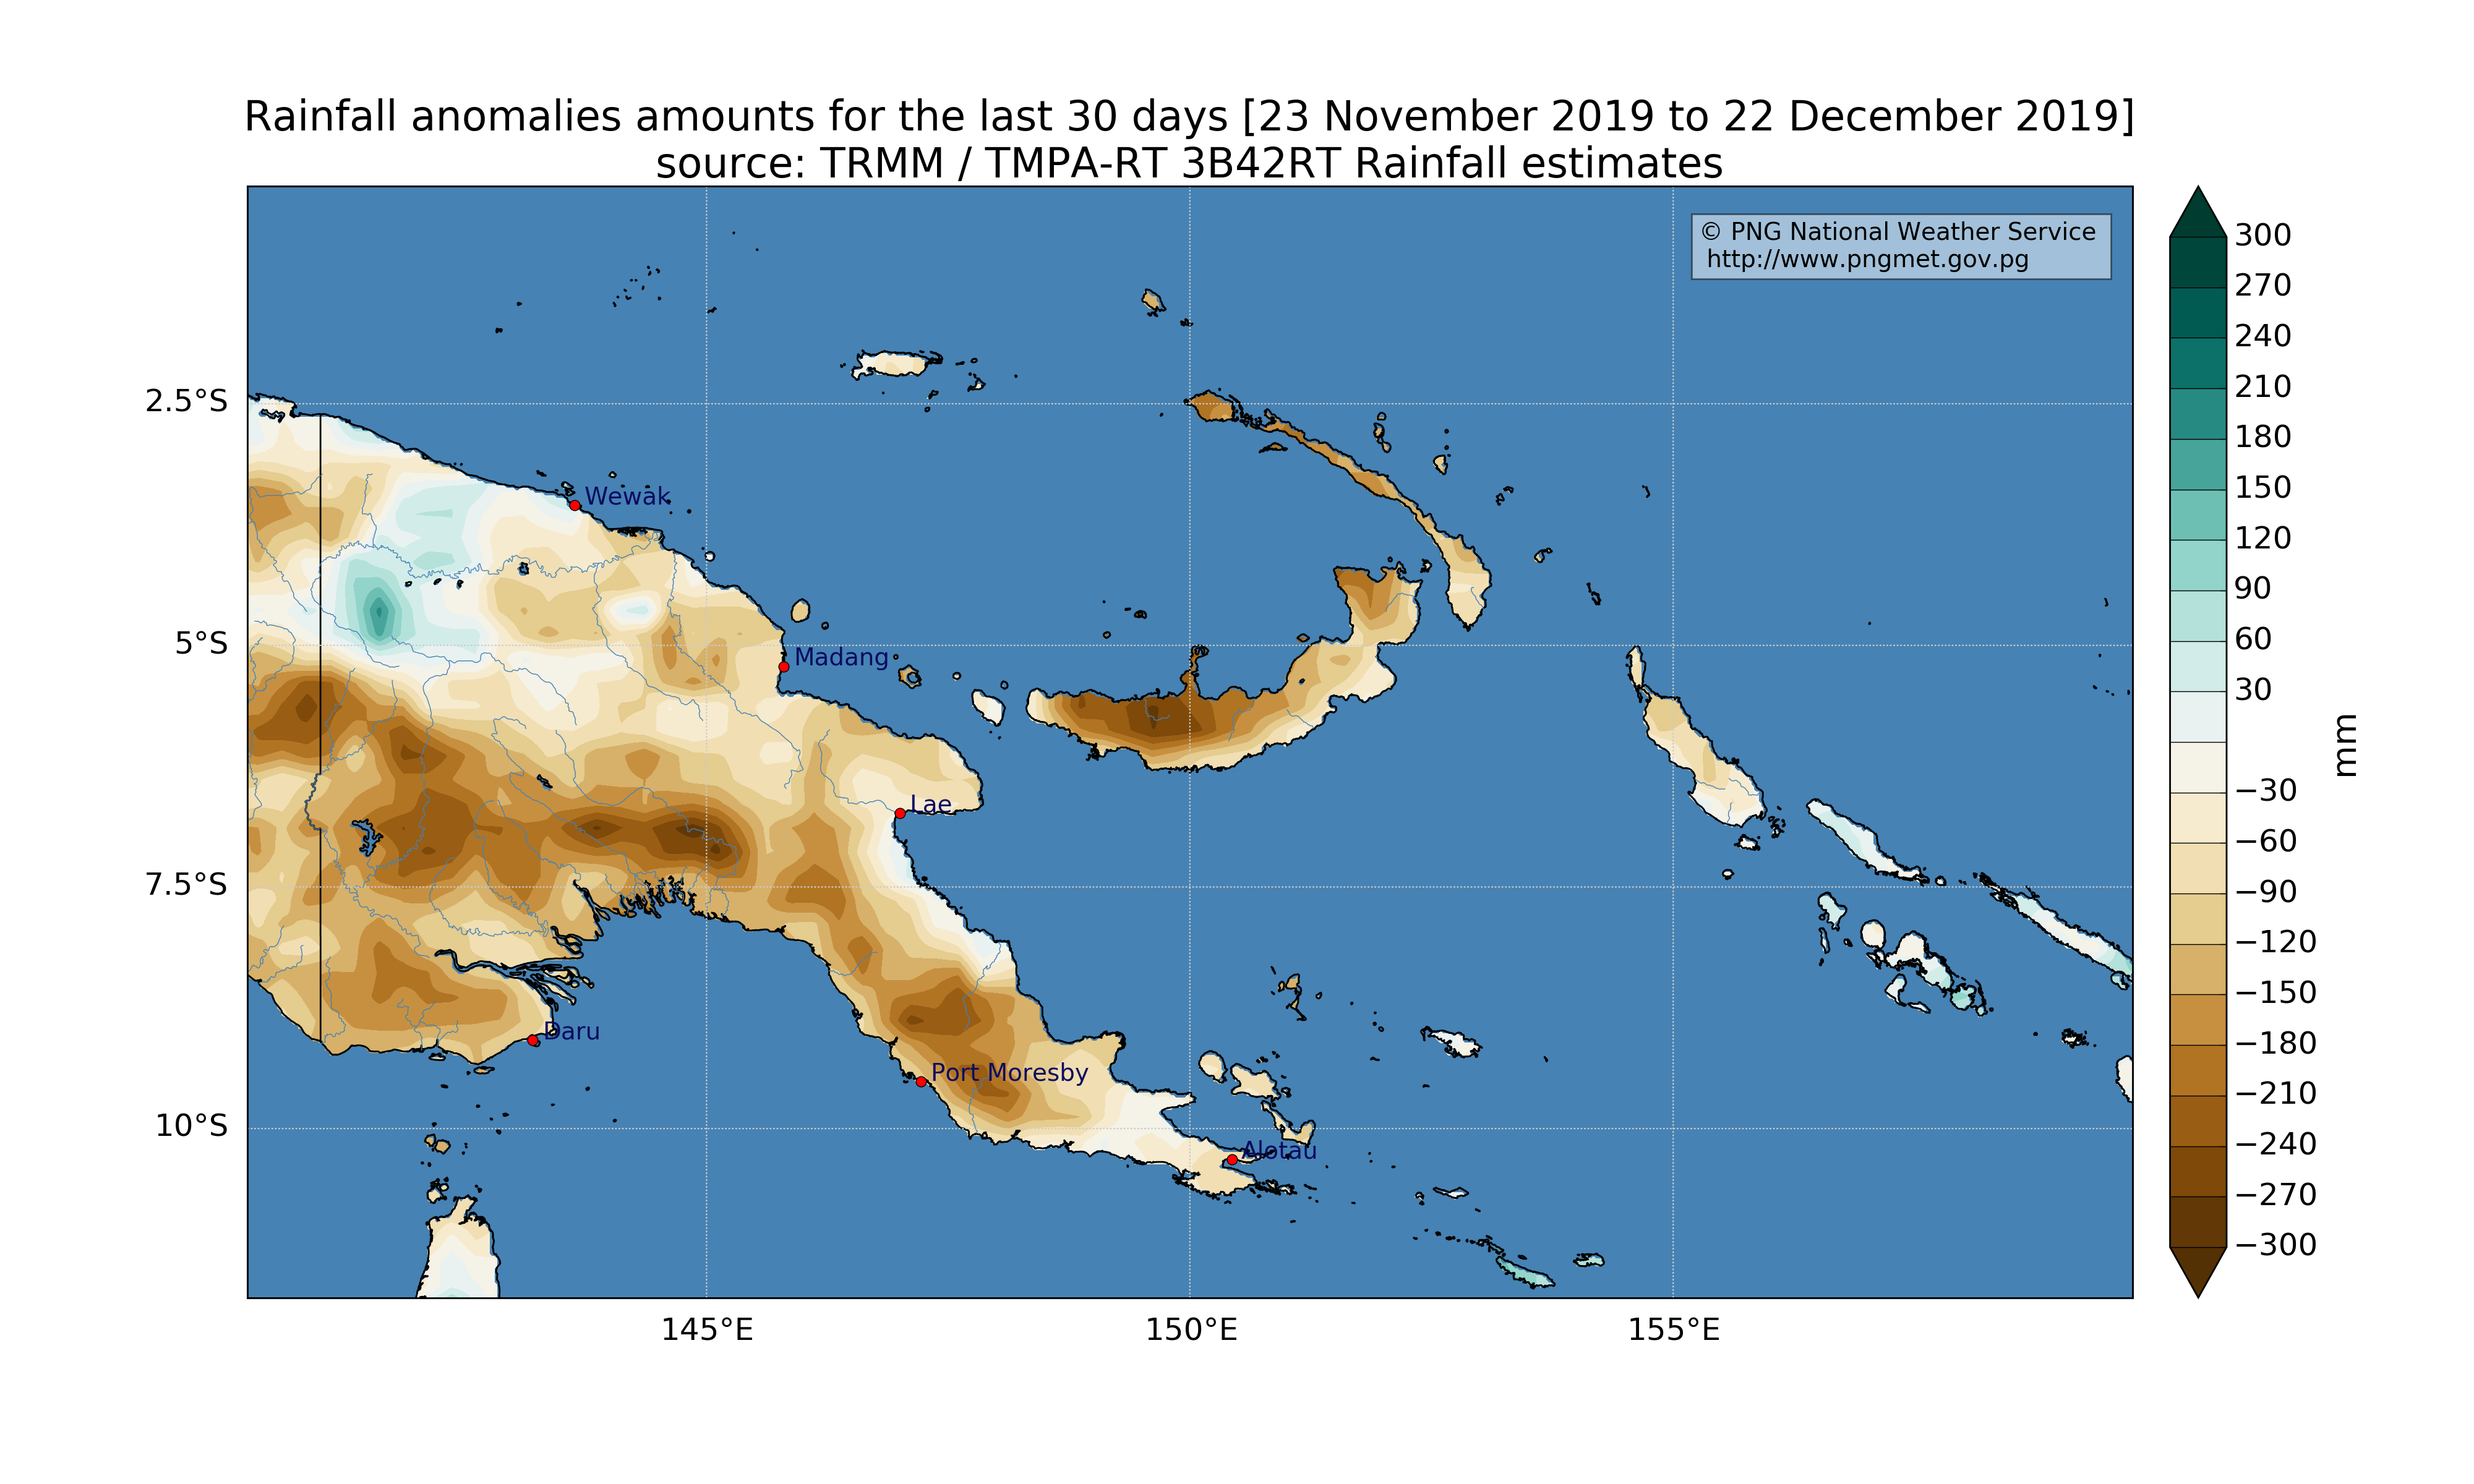 Rainfall anomalies amounts for the last 30 days [23 November 2019 to 22 December 2019]
source: TRMM / TMPA-RT 3B42RT Rainfall estimates
© PNG National Weather Service
http://www.pngmet.gov.pg
2.5°S
5°S
7.5°S
10°S
145°E
150°E
155°E
Wewak
Madang
Lae
Daru
Port Moresby
Alotau
300
270
240
210
180
150
120
90
60
30
−30
−60
−90
−120
−150
−180
−210
−240
−270
−300
mm